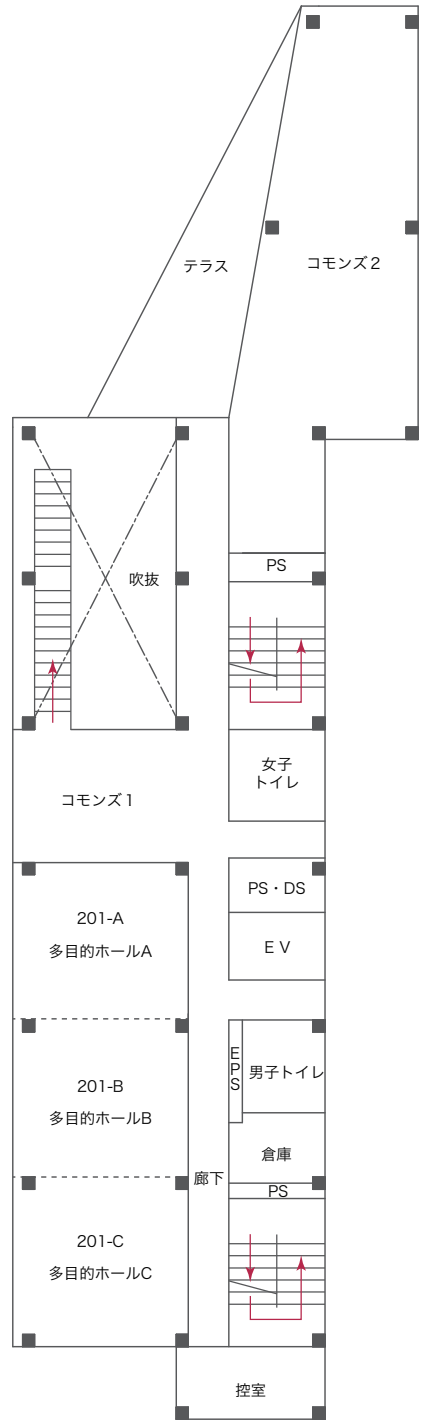 テラス
コモンズ2
PS
吹抜
女子
トイレ
コモンズ1
PS・DS
201-A
多目的ホールA
EV
EPS
男子トイレ
201-B
多目的ホールB
倉庫
廊下
PS
201-C
多目的ホールC
控室